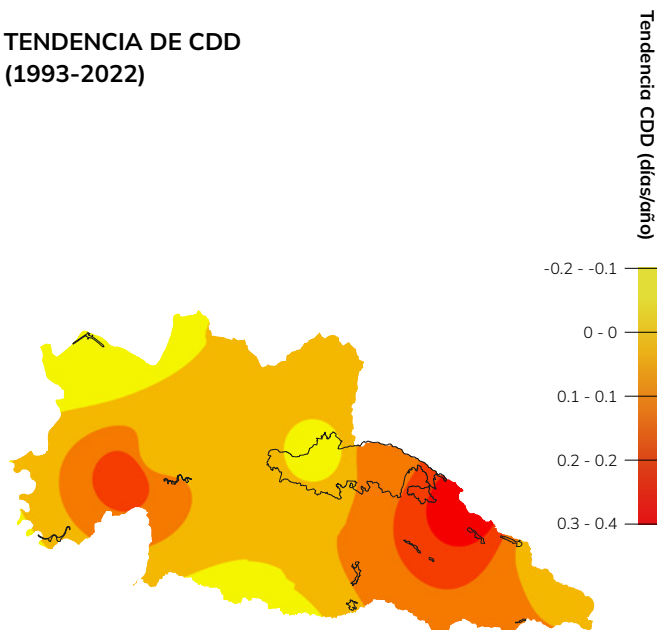 TENDENCIA DE CDD
(1993-2022)
Tendencia CDD (días/año)
-0.2 - -0.1
0 - 0
0.1 - 0.1
0.2 - 0.2
0.3 - 0.4